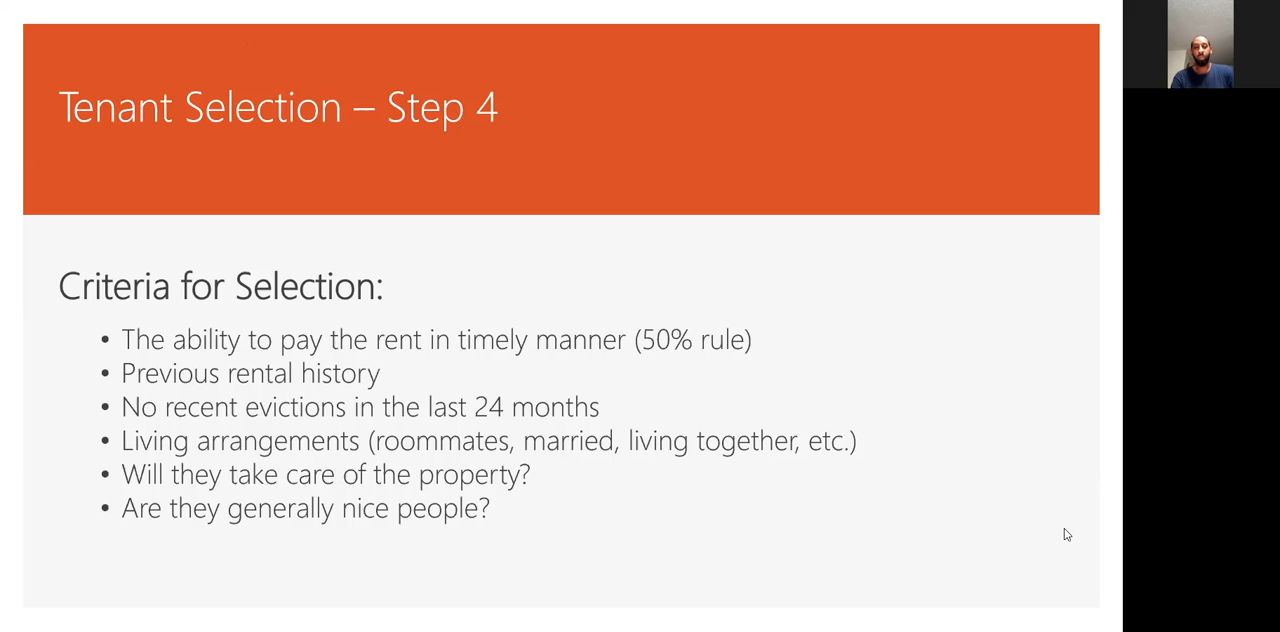 Tenant Selection – Step 4
Criteria for Selection:
• The ability to pay the rent in timely manner (50% rule)
• Previous rental history
• No recent evictions in the last 24 months
• Living arrangements (roommates, married, living together, etc.)
• Will they take care of the property?
• Are they generally nice people?